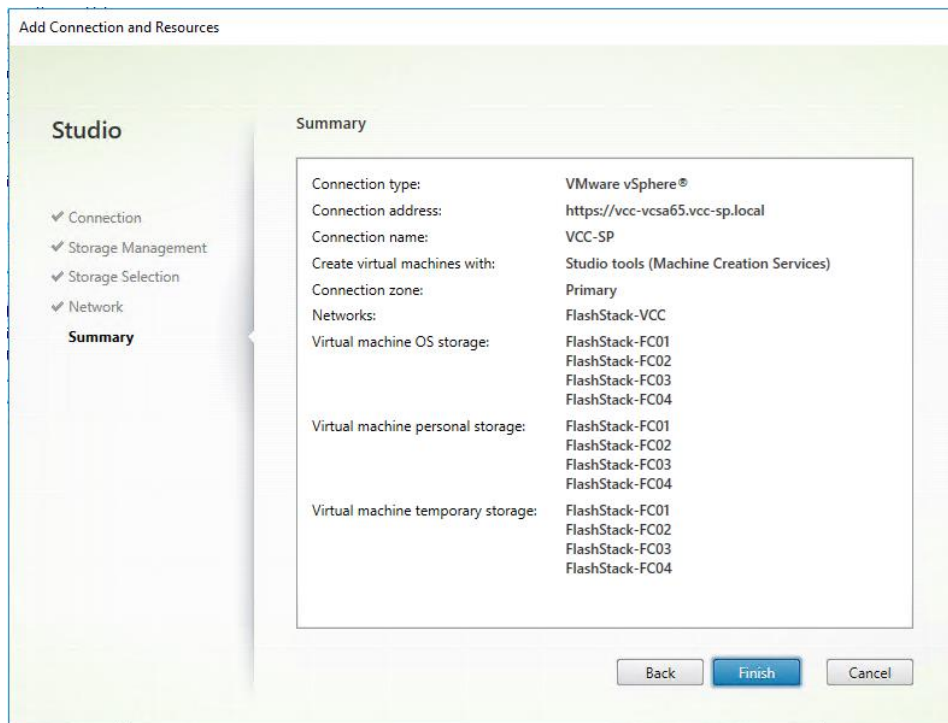 Add Connection and Resources
Studio
Connection
Storage Management
Storage Selection
Network
Summary
Summary
Connection type: VMware vSphere®
Connection address: https://vcc-vcsa65.vcc-sp.local
Connection name: VCC-SP
Create virtual machines with: Studio tools (Machine Creation Services)
Connection zone: Primary
Networks: FlashStack-VCC
Virtual machine OS storage: FlashStack-FC01
FlashStack-FC02
FlashStack-FC03
FlashStack-FC04
Virtual machine personal storage: FlashStack-FC01
FlashStack-FC02
FlashStack-FC03
FlashStack-FC04
Virtual machine temporary storage: FlashStack-FC01
FlashStack-FC02
FlashStack-FC03
FlashStack-FC04
Back Finish Cancel